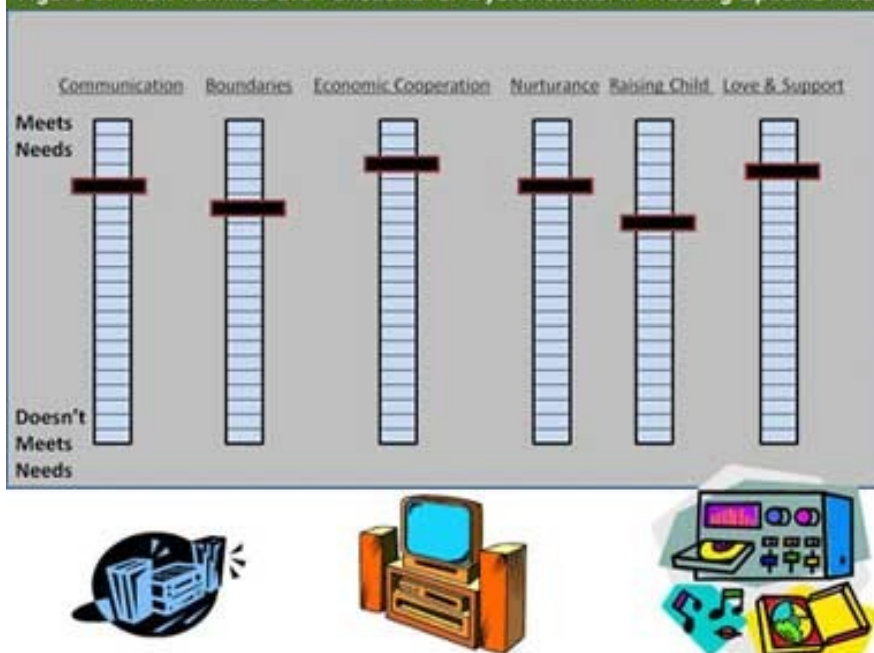 Communication Boundaries Economic Cooperation Nurturance Raising Child Love & Support
Meets
Needs
Doesn't
Meets
Needs